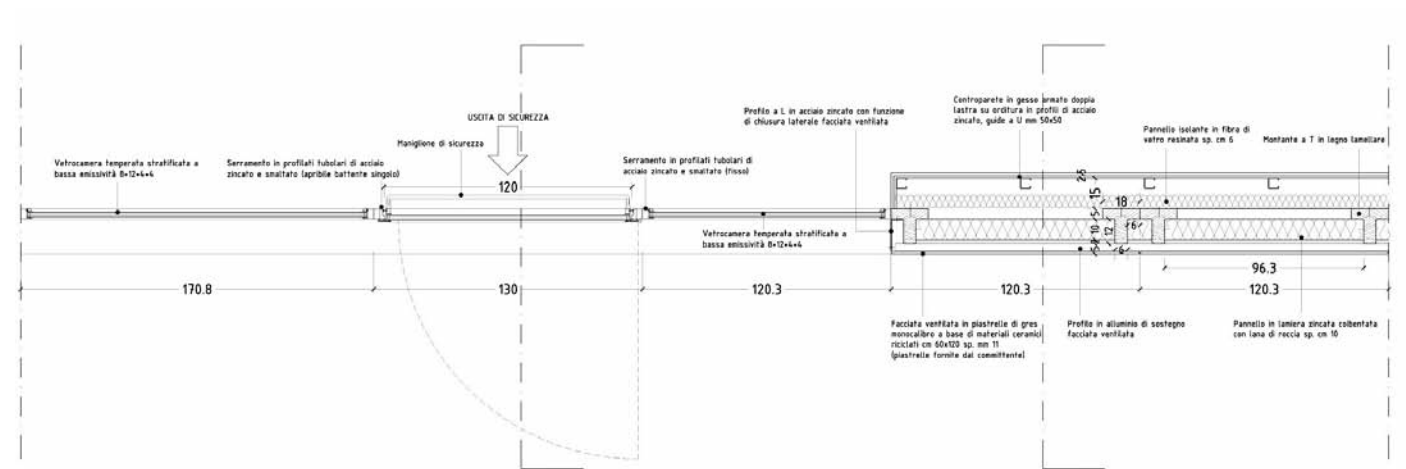 USCITA DI SICUREZZA
Vetrocamera temperata stratificata a
bassa emissività 8+12+4+4
Serramento in profilati tubolari di acciaio
zincato e smaltato (apribile battente singolo)
Maniglione di sicurezza
120
Serramento in profilati tubolari di
acciaio zincato e smaltato (fisso)
Vetrocamera temperata stratificata a
bassa emissività 8+12+4+4
Profilo a L in acciaio zincato con funzione
di chiusura laterale facciata ventilata
Controparete in gesso armato doppia
lastra su orditura in profili di acciaio
zincato, guide a U mm 50x50
Pannello isolante in fibra di
vetro resinata sp. cm 6
Montante a T in legno lamellare
2.5
15
18
5
10
12
6
6
96.3
170.8
130
120.3
120.3
120.3
Facciata ventilata in piastrelle di gres
monocalibro a base di materiali ceramici
riciclati cm 60x120 sp. mm 11
(piastrelle fornite dal committente)
Profilo in alluminio di sostegno
facciata ventilata
Pannello in lamiera zincata coibentata
con lana di roccia sp. cm 10